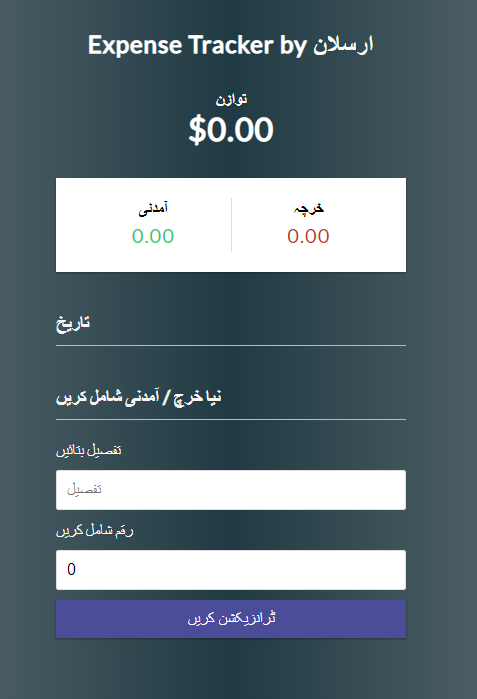 Expense Tracker by ارسلان
توازن
$0.00
آمدنی
خرچہ
0.00
0.00
تاریخ
نیا خرچ / آمدنی شامل کریں
تفصیل بتائیں
تفصیل
رقم شامل کریں
0
ٹرانزیکشن کریں